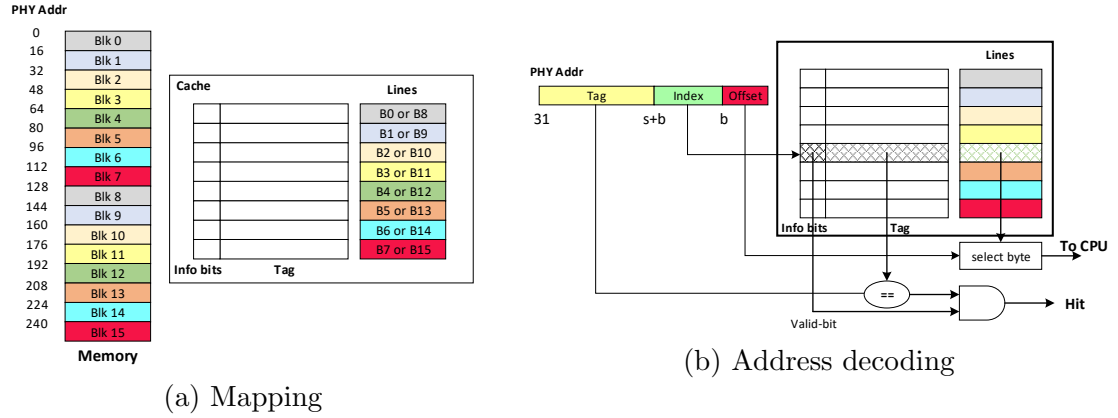 PHY Addr
0
16
32
48
64
80
96
112
128
144
160
176
192
208
224
240
Blk 0
Blk 1
Blk 2
Blk 3
Blk 4
Blk 5
Blk 6
Blk 7
Blk 8
Blk 9
Blk 10
Blk 11
Blk 12
Blk 13
Blk 14
Blk 15
Memory
Cache
Lines
B0 or B8
B1 or B9
B2 or B10
B3 or B11
B4 or B12
B5 or B13
B6 or B14
B7 or B15
Info bits
Tag
(a) Mapping
PHY Addr
Tag
Index
Offset
31
s+b
b
Lines
Info bits
Tag
To CPU
select byte
==
Hit
Valid-bit
(b) Address decoding